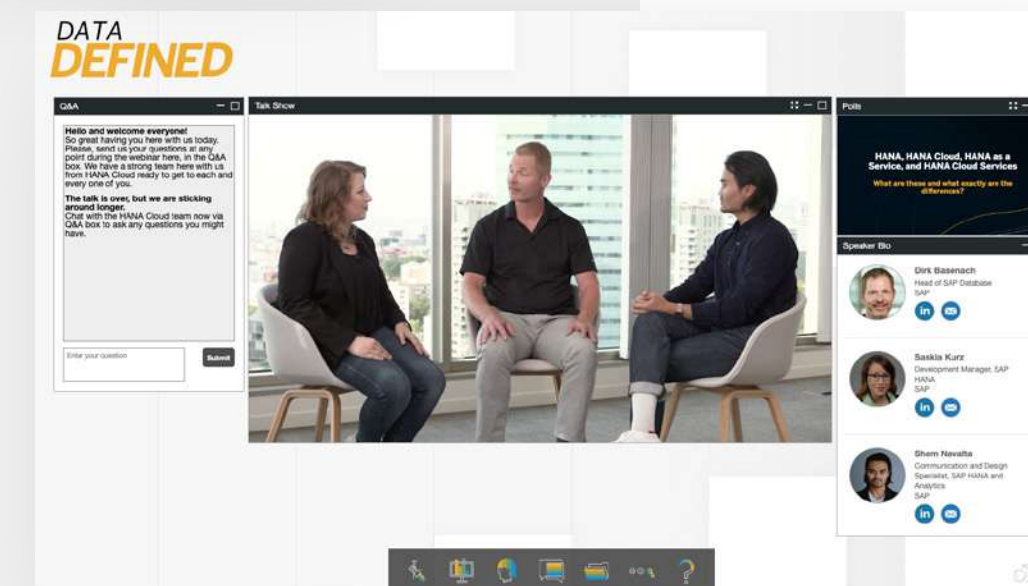 DATA
DEFINED
Q&A
Hello and welcome everyone!
So great having you here with us today.
Please, send us your questions at any
point during the webinar here, in the Q&A
box. We have a strong team here with us
from HANA Cloud ready to get to each and
every one of you.
The talk is over, but we are sticking
around longer.
Chat with the HANA Cloud team now via
Q&A box to ask any questions you might
have.
Enter your question
Submit
Talk Show
Polls
HANA, HANA Cloud, HANA as a
Service, and HANA Cloud Services
What are these and what exactly are the
differences?
Speaker Bio
Dirk Basenach
Head of SAP Database
SAP
in
Saskia Kurz
Development Manager, SAP
HANA
SAP
in
Shem Nevalta
Communication and Design
Specialist, SAP HANA and
Analytics
SAP
in